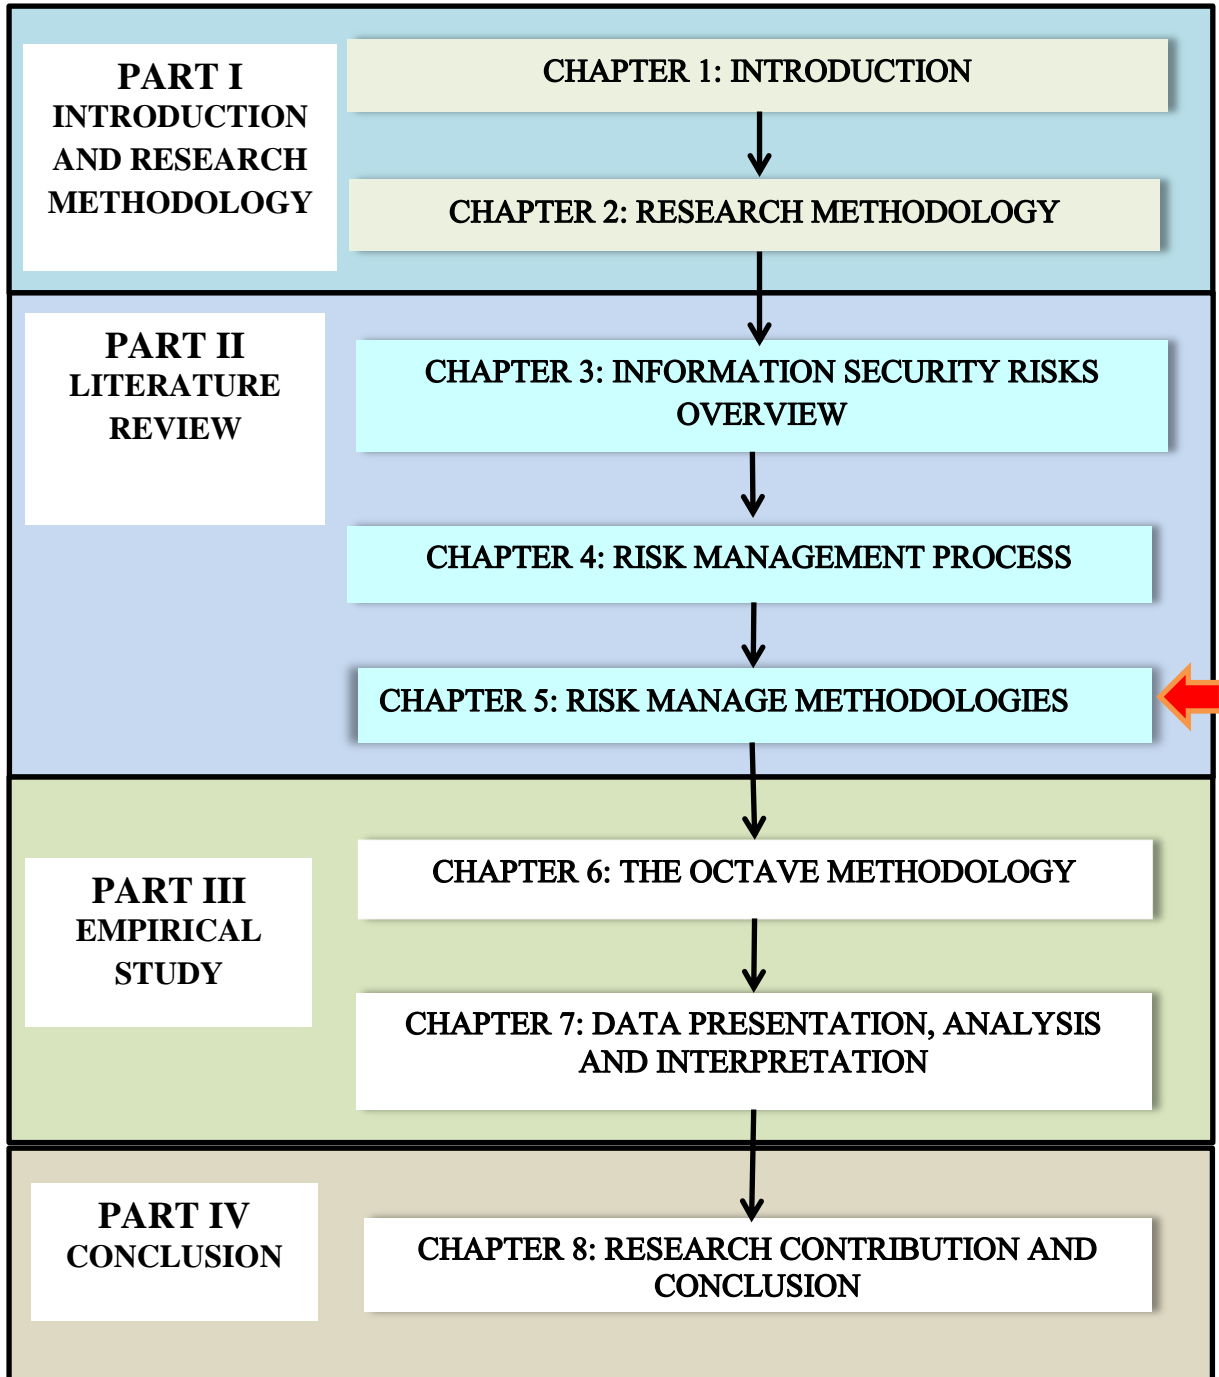 PART I
INTRODUCTION
AND RESEARCH
METHODOLOGY
CHAPTER 1: INTRODUCTION
CHAPTER 2: RESEARCH METHODOLOGY
PART II
LITERATURE
REVIEW
CHAPTER 3: INFORMATION SECURITY RISKS
OVERVIEW
CHAPTER 4: RISK MANAGEMENT PROCESS
CHAPTER 5: RISK MANAGE METHODOLOGIES
PART III
EMPIRICAL
STUDY
CHAPTER 6: THE OCTAVE METHODOLOGY
CHAPTER 7: DATA PRESENTATION, ANALYSIS
AND INTERPRETATION
PART IV
CONCLUSION
CHAPTER 8: RESEARCH CONTRIBUTION AND
CONCLUSION